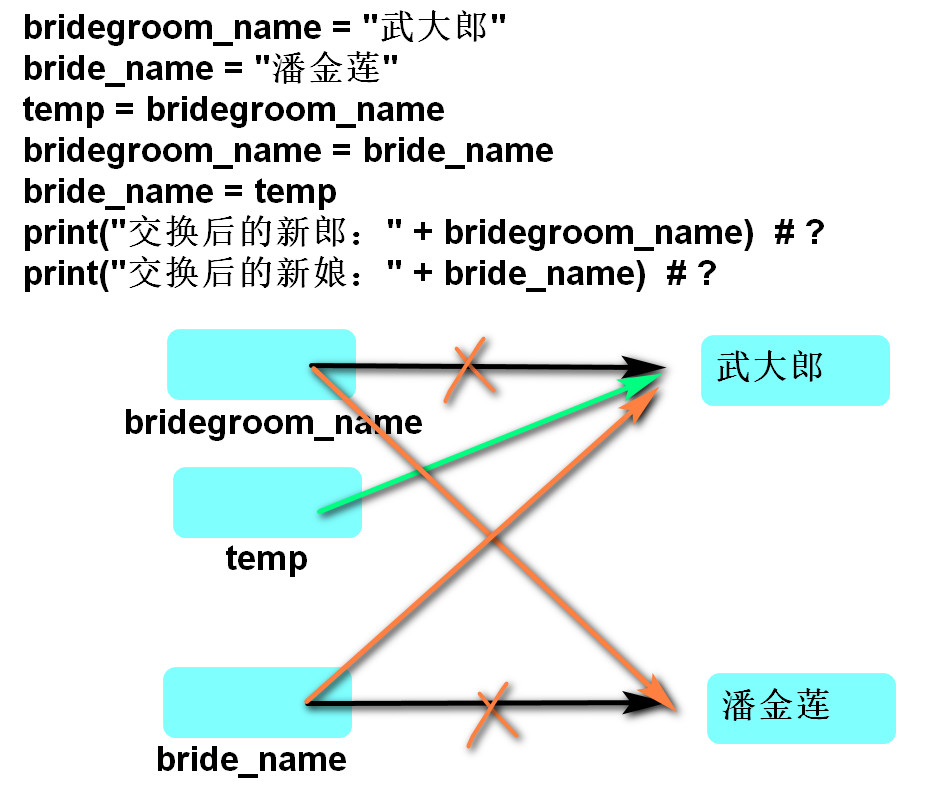 bridegroom_name = "武大郎"
bride_name = "潘金莲"
temp = bridegroom_name
bridegroom_name = bride_name
bride_name = temp
print("交换后的新郎：" + bridegroom_name)  # ?
print("交换后的新娘：" + bride_name)  # ?
武大郎
bridegroom_name
temp
潘金莲
bride_name